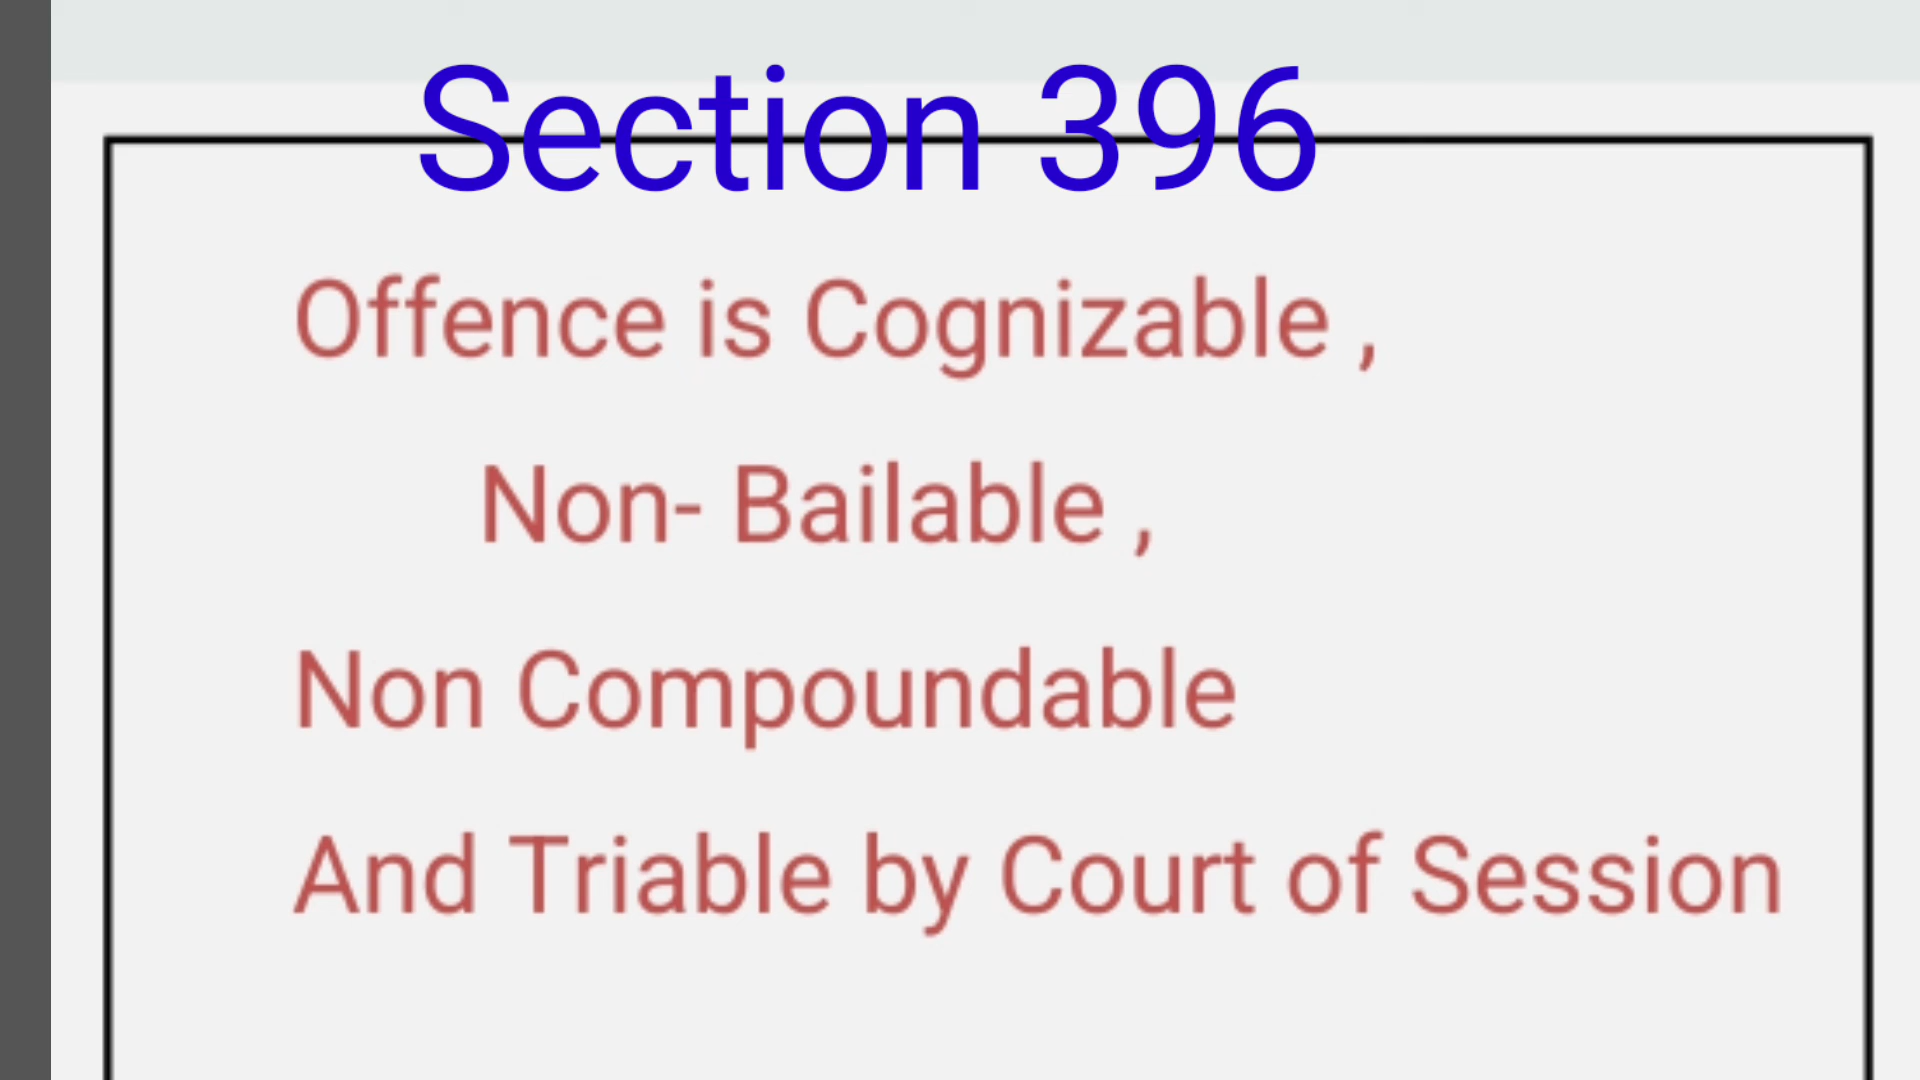 Section 396
Offence is Cognizable ,
Non- Bailable ,
Non Compoundable
And Triable by Court of Session